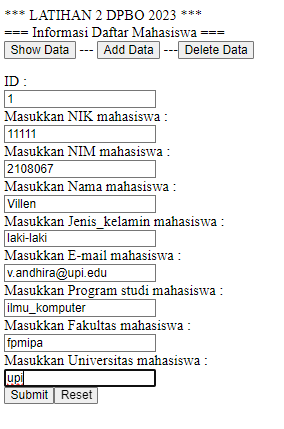 *** LATIHAN 2 DPBO 2023 ***
=== Informasi Daftar Mahasiswa ===
Show Data --- Add Data ---Delete Data
ID :
1
Masukkan NIK mahasiswa :
11111
Masukkan NIM mahasiswa :
2108067
Masukkan Nama mahasiswa :
Villen
Masukkan Jenis_kelamin mahasiswa :
laki-laki
Masukkan E-mail mahasiswa :
v.andhira@upi.edu
Masukkan Program studi mahasiswa :
ilmu_komputer
Masukkan Fakultas mahasiswa :
fpmipa
Masukkan Universitas mahasiswa :
upi
Submit Reset